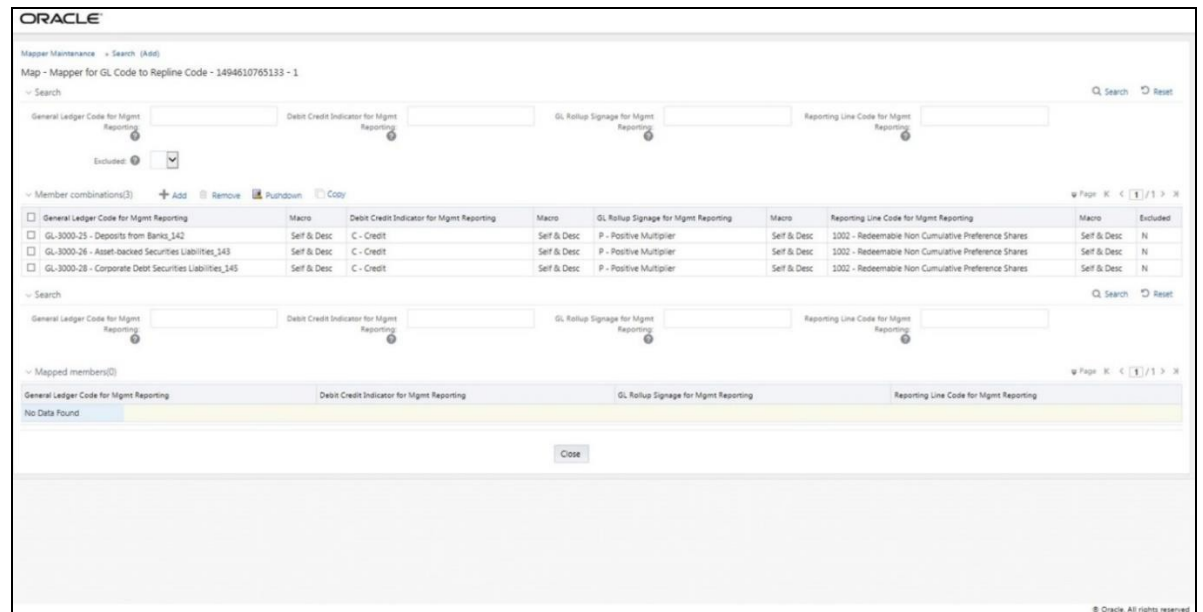 ORACLE
Mapper Maintenance » Search (Add)
Map - Mapper for GL Code to Repline Code - 1494610765133 - 1
Search
Search Reset
General Ledger Code for Mgmt Reporting: Debit Credit Indicator for Mgmt Reporting: GL Rollup Signage for Mgmt Reporting: Reporting Line Code for Mgmt Reporting:
Excluded:
Member combinations(3) Add Remove Pushdown Copy Page 1 / 1
General Ledger Code for Mgmt Reporting Macro Debit Credit Indicator for Mgmt Reporting Macro GL Rollup Signage for Mgmt Reporting Macro Reporting Line Code for Mgmt Reporting Macro Excluded
GL-3000-25 - Deposits from Banks_142 Self & Desc C - Credit Self & Desc P - Positive Multiplier Self & Desc 1002 - Redeemable Non Cumulative Preference Shares Self & Desc N
GL-3000-26 - Asset-backed Securities Liabilities_143 Self & Desc C - Credit Self & Desc P - Positive Multiplier Self & Desc 1002 - Redeemable Non Cumulative Preference Shares Self & Desc N
GL-3000-28 - Corporate Debt Securities Liabilities_145 Self & Desc C - Credit Self & Desc P - Positive Multiplier Self & Desc 1002 - Redeemable Non Cumulative Preference Shares Self & Desc N
Search
Search Reset
General Ledger Code for Mgmt Reporting: Debit Credit Indicator for Mgmt Reporting: GL Rollup Signage for Mgmt Reporting: Reporting Line Code for Mgmt Reporting:
Mapped members(0) Page 1 / 1
General Ledger Code for Mgmt Reporting Debit Credit Indicator for Mgmt Reporting GL Rollup Signage for Mgmt Reporting Reporting Line Code for Mgmt Reporting
No Data Found
Close
© Oracle. All rights reserved